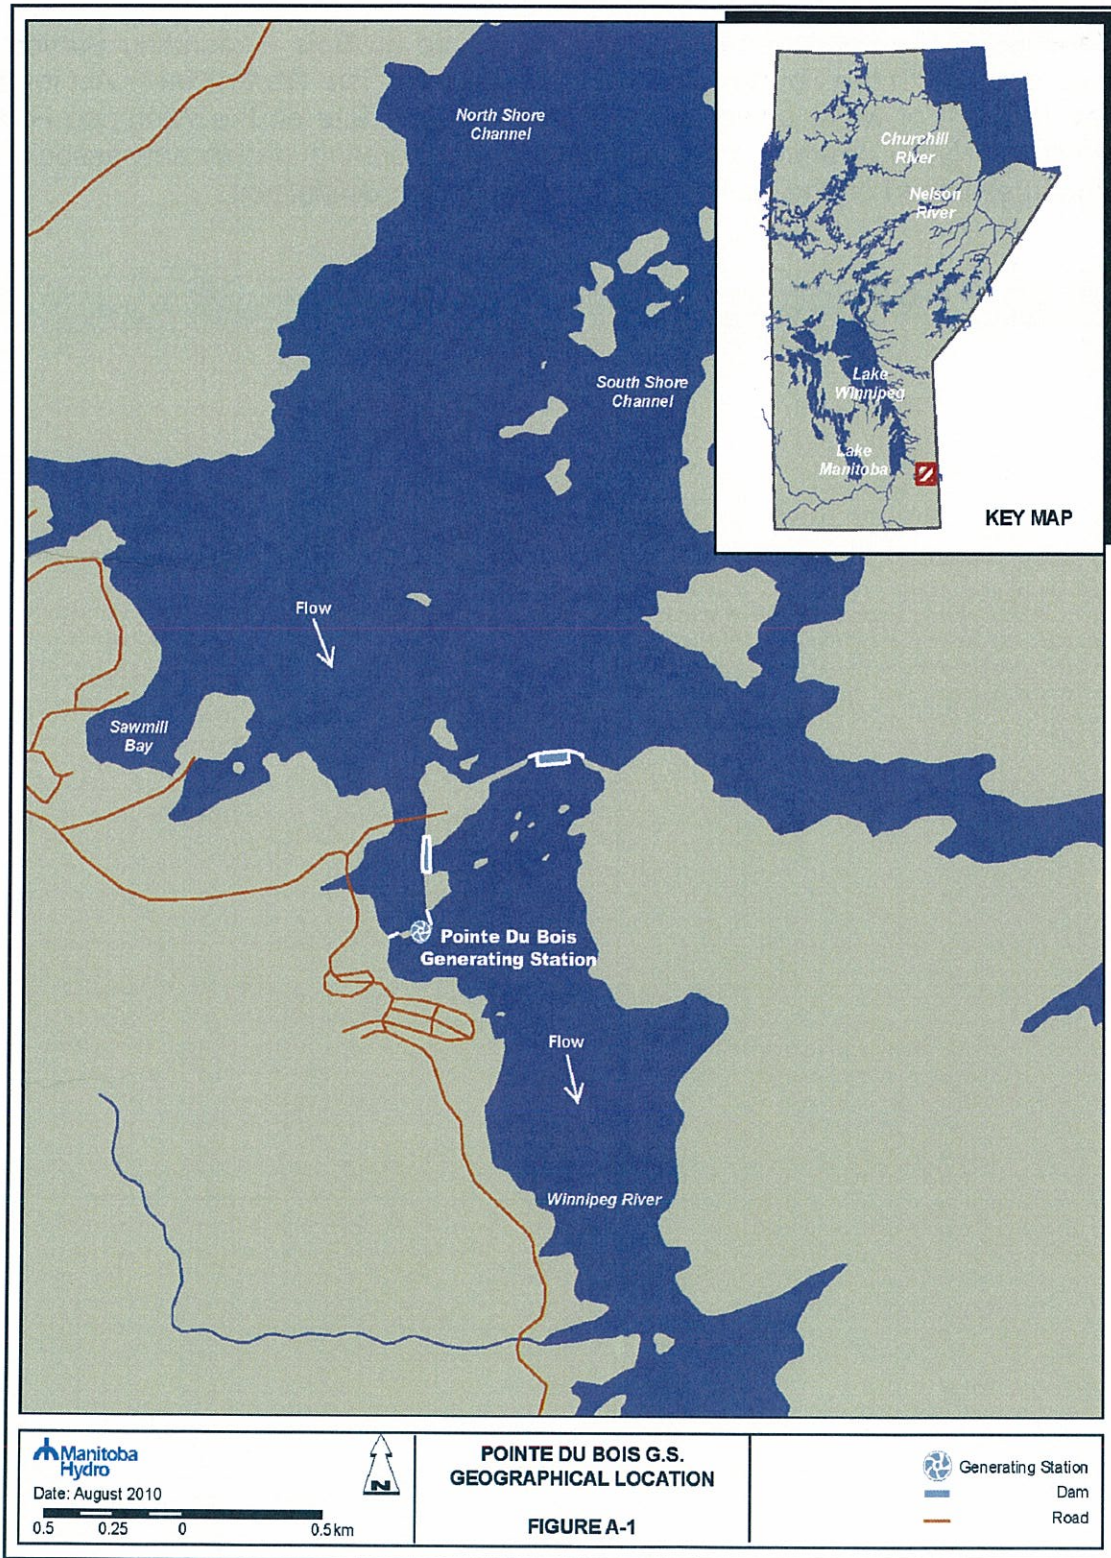 North Shore
Channel
Churchill
River
Nelson
River
South Shore
Channel
Lake
Winnipeg
Lake
Manitoba
KEY MAP
Flow
Sawmill
Bay
Pointe Du Bois
Generating Station
Flow
Winnipeg River
Manitoba
Hydro
Date: August 2010
0.5 0.25 0 0.5 km
N
POINTE DU BOIS G.S.
GEOGRAPHICAL LOCATION
FIGURE A-1
Generating Station
Dam
Road